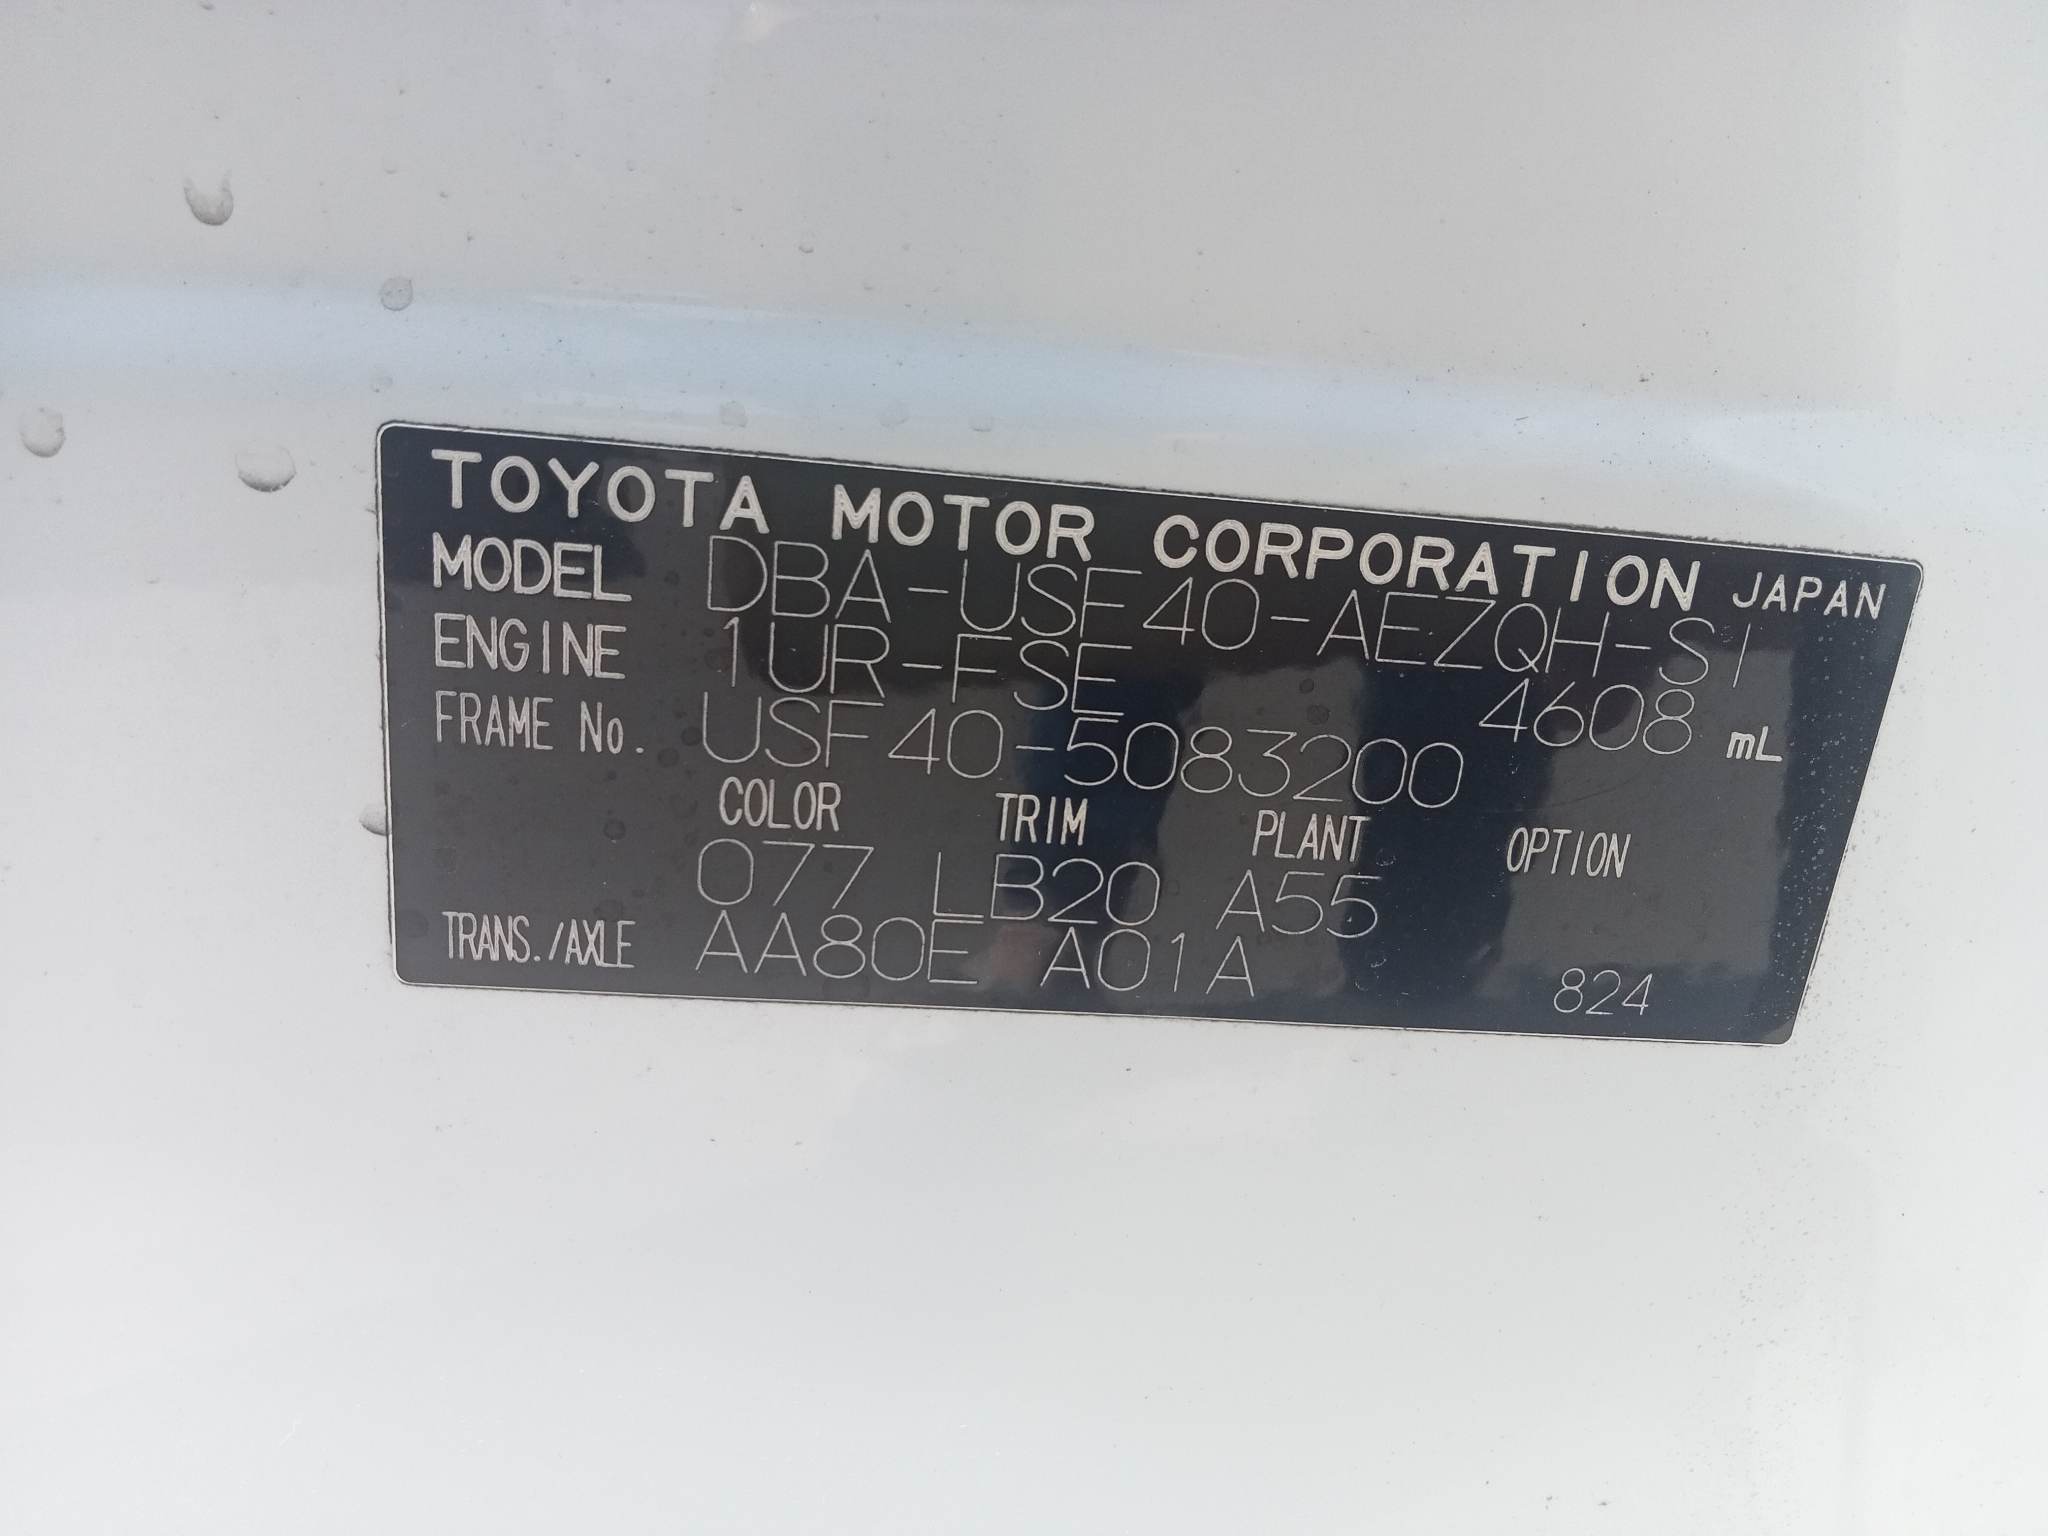 TOYOTA MOTOR CORPORATION JAPAN
MODEL DBA-USF40-AEZQH-SI
ENGINE 1UR-FSE 4608 mL
FRAME No. USF40-5083200
COLOR TRIM PLANT OPTION
077 LB20 A55
TRANS./AXLE AA80E A01A 824